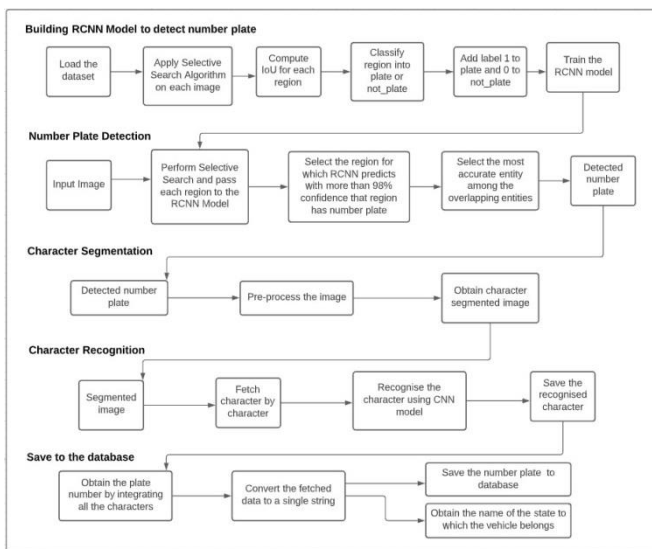 Building RCNN Model to detect number plate
Load the
dataset
Apply Selective
Search Algorithm
on each image
Compute
IoU for each
region
Classify
region into
plate or
not_plate
Add label 1 to
plate and 0 to
not_plate
Train the
RCNN model
Number Plate Detection
Input Image
Perform Selective
Search and pass
each region to the
RCNN Model
Select the region for
which RCNN predicts
with more than 98%
confidence that region
has number plate
Select the most
accurate entity
among the
overlapping entities
Detected
number
plate
Character Segmentation
Detected number
plate
Pre-process the image
Obtain character
segmented image
Character Recognition
Segmented
image
Fetch
character by
character
Recognise the
character using CNN
model
Save the
recognised
character
Save to the database
Obtain the plate
number by integrating
all the characters
Convert the fetched
data to a single string
Save the number plate to
database
Obtain the name of the state to
which the vehicle belongs